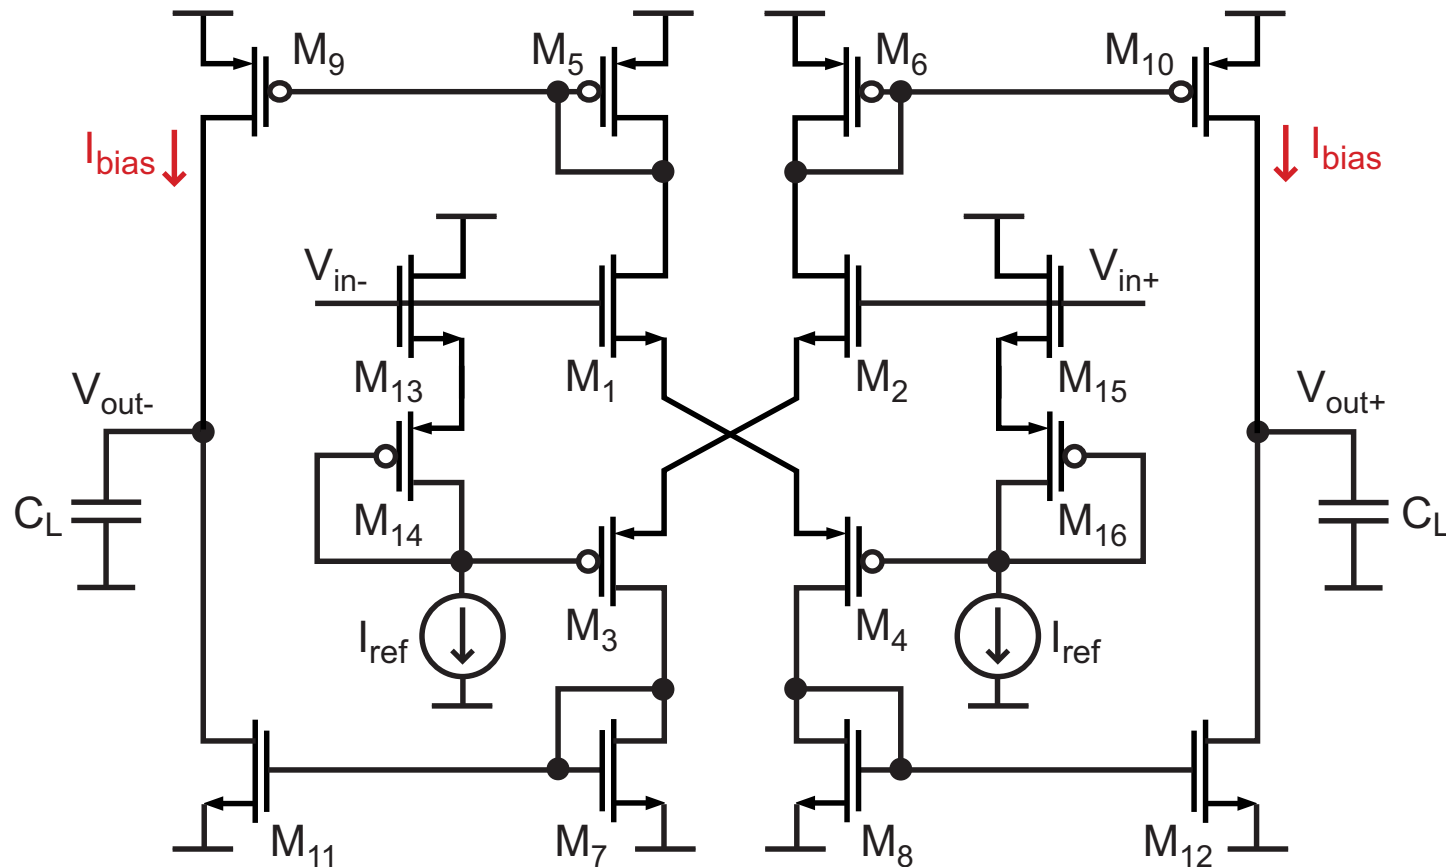 M9
M5
M6
M10
Ibias
Ibias
Vin-
Vin+
M13
M1
M2
M15
Vout-
Vout+
CL
M14
M16
CL
Iref
M3
M4
Iref
M11
M7
M8
M12